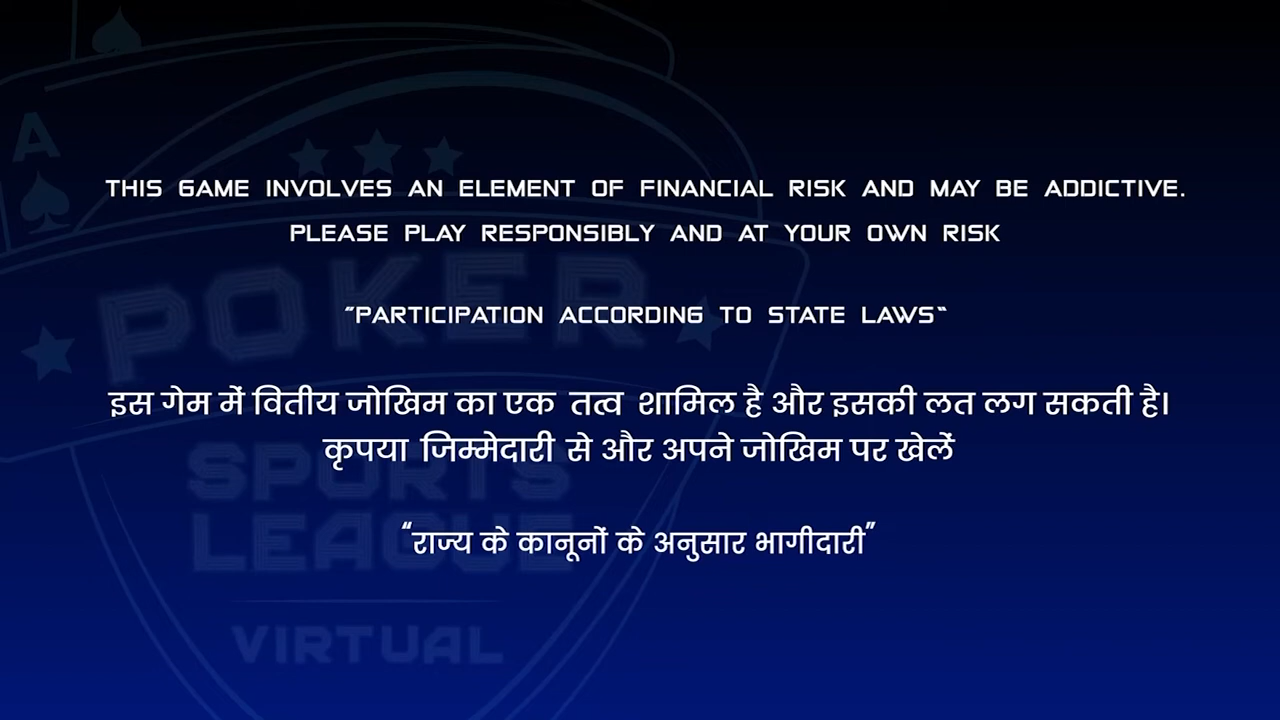 A
THIS GAME INVOLVES AN ELEMENT OF FINANCIAL RISK AND MAY BE ADDICTIVE.
PLEASE PLAY RESPONSIBLY AND AT YOUR OWN RISK
POKER
"PARTICIPATION ACCORDING TO STATE LAWS"
इस गेम में वितीय जोखिम का एक तत्व शामिल है और इसकी लत लग सकती है।
कृपया जिम्मेदारी से और अपने जोखिम पर खेलें
SPORTS
LEAGUE
“राज्य के कानूनों के अनुसार भागीदारी”
VIRTUAL